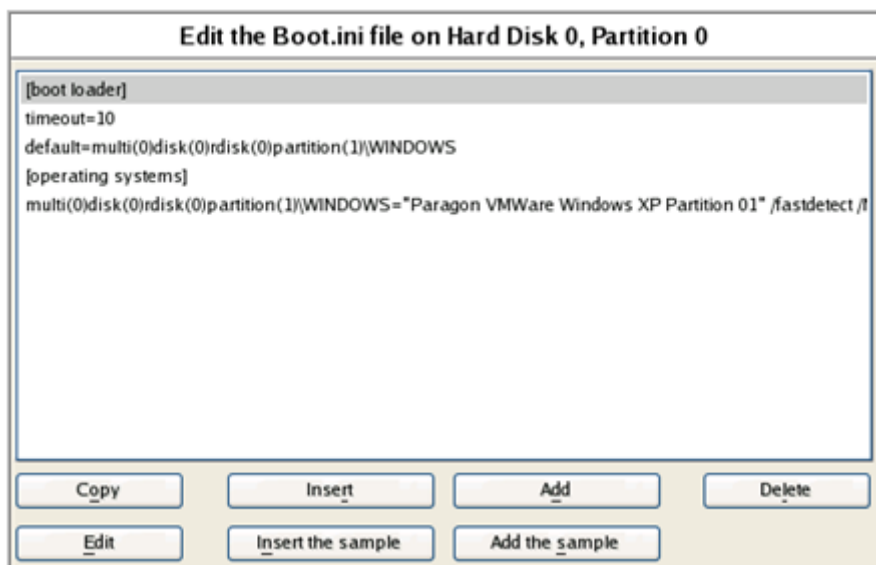 Edit the Boot.ini file on Hard Disk 0, Partition 0
[boot loader]
timeout=10
default=multi(0)disk(0)rdisk(0)partition(1)\WINDOWS
[operating systems]
multi(0)disk(0)rdisk(0)partition(1)\WINDOWS="Paragon VMWare Windows XP Partition 01" /fastdetect
Copy Insert Add Delete
Edit Insert the sample Add the sample